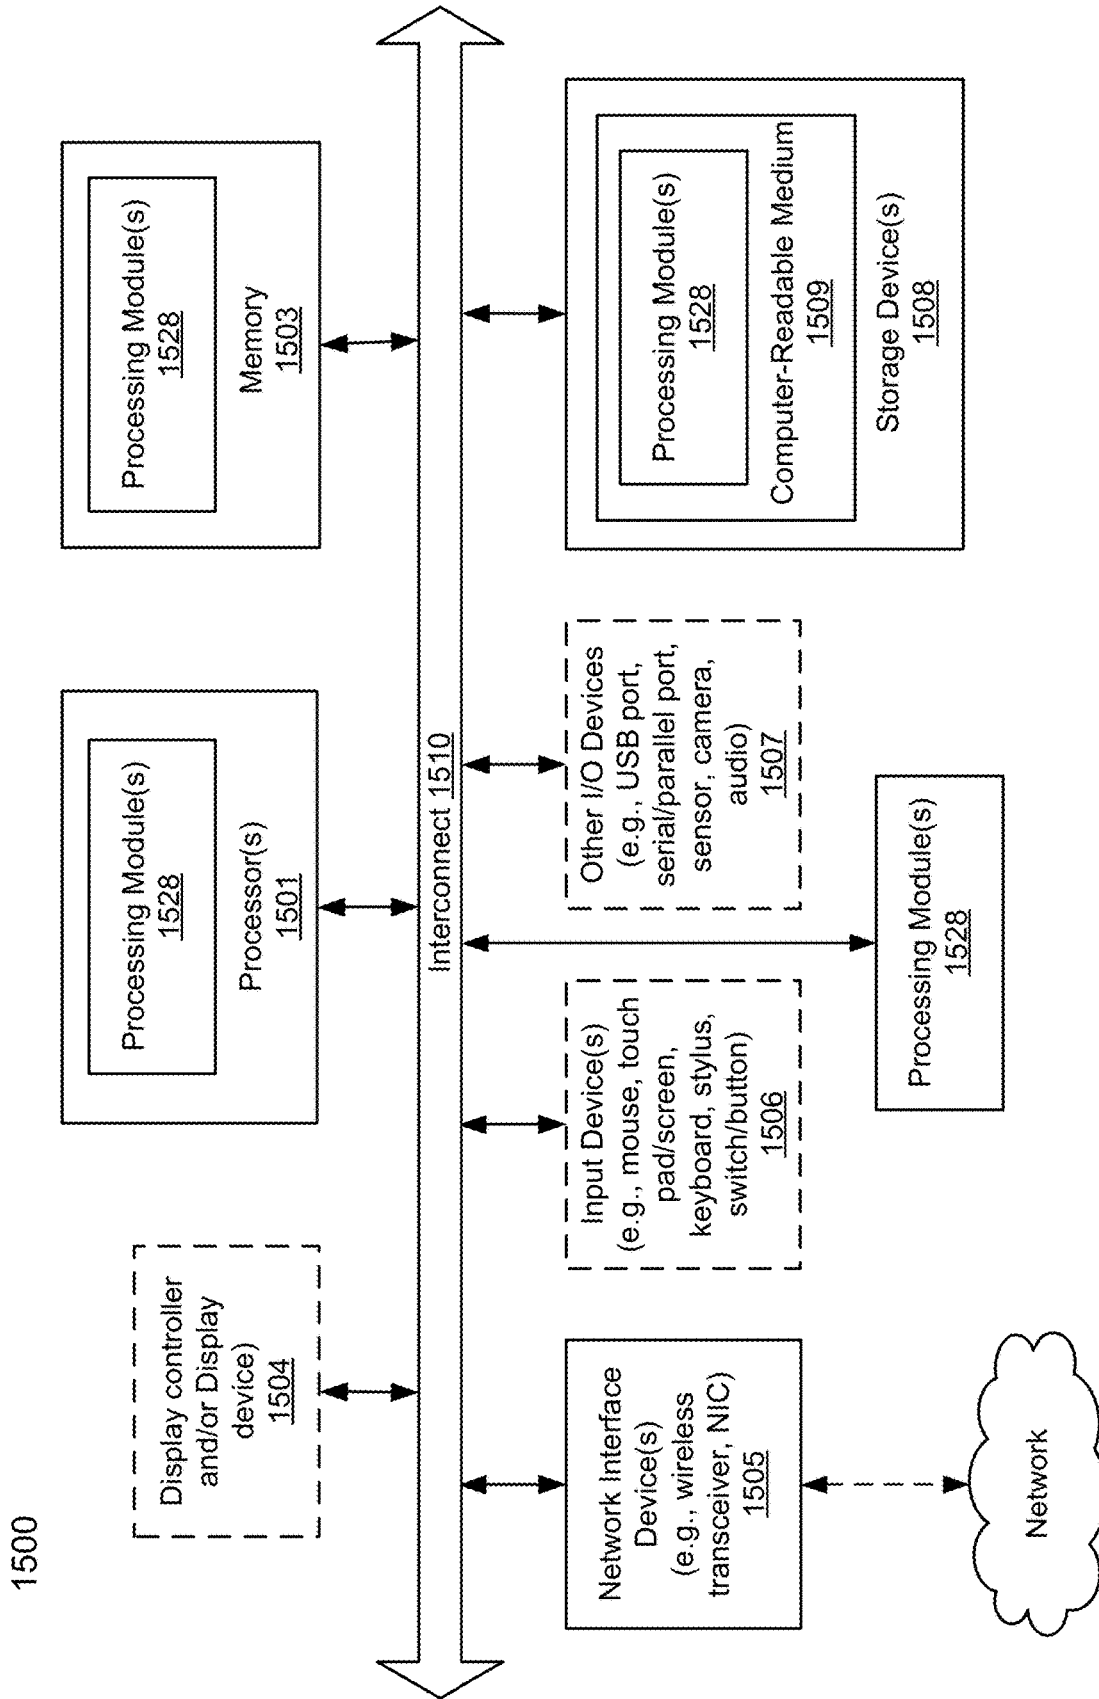 1500
Display controller
and/or Display
device)
1504
Processing Module(s)
1528
Processor(s)
1501
Processing Module(s)
1528
Memory
1503
Interconnect 1510
Network Interface
Device(s)
(e.g., wireless
transceiver, NIC)
1505
Input Device(s)
(e.g., mouse, touch
pad/screen,
keyboard, stylus,
switch/button)
1506
Other I/O Devices
(e.g., USB port,
serial/parallel port,
sensor, camera,
audio)
1507
Processing Module(s)
1528
Computer-Readable Medium
1509
Storage Device(s)
1508
Processing Module(s)
1528
Network